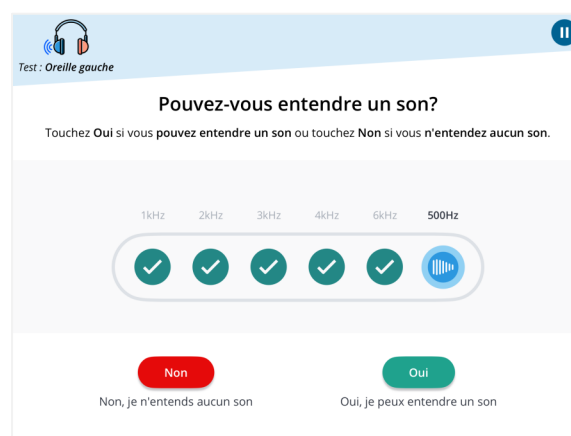 Test : Oreille gauche
Pouvez-vous entendre un son?
Touchez Oui si vous pouvez entendre un son ou touchez Non si vous n'entendez aucun son.
1kHz 2kHz 3kHz 4kHz 6kHz 500Hz
Non Oui
Non, je n'entends aucun son Oui, je peux entendre un son